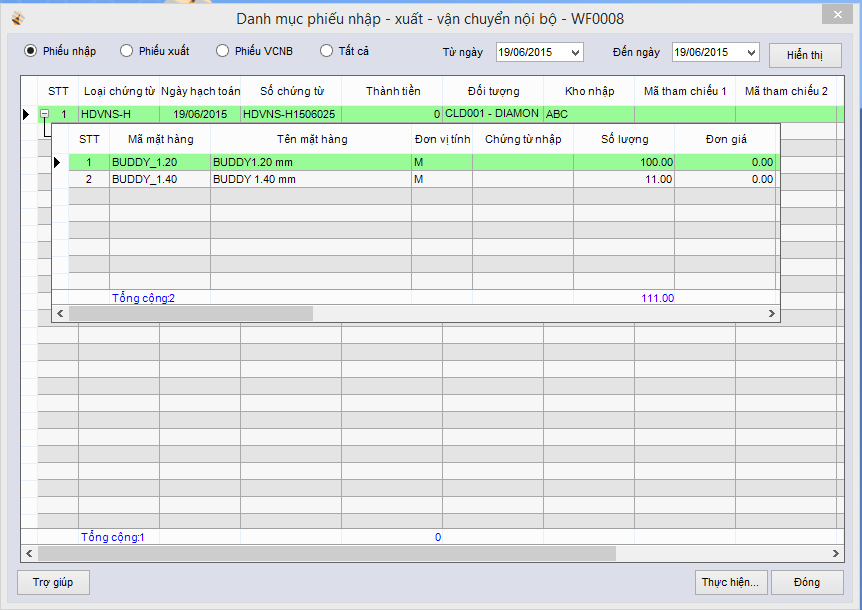 Danh mục phiếu nhập - xuất - vận chuyển nội bộ - WF0008
Phiếu nhập Phiếu xuất Phiếu VCNB Tất cả Từ ngày 19/06/2015 Đến ngày 19/06/2015 Hiển thị
STT Loại chứng từ Ngày hạch toán Số chứng từ Thành tiền Đối tượng Kho nhập Mã tham chiếu 1 Mã tham chiếu 2
1 HDVNS-H 19/06/2015 HDVNS-H1506025 0 CLD001 - DIAMON ABC
STT Mã mặt hàng Tên mặt hàng Đơn vị tính Chứng từ nhập Số lượng Đơn giá
1 BUDDY_1.20 BUDDY1.20 mm M 100.00 0.00
2 BUDDY_1.40 BUDDY 1.40 mm M 11.00 0.00
Tổng cộng:2 111.00
Tổng cộng:1 0
Trợ giúp Thực hiện... Đóng